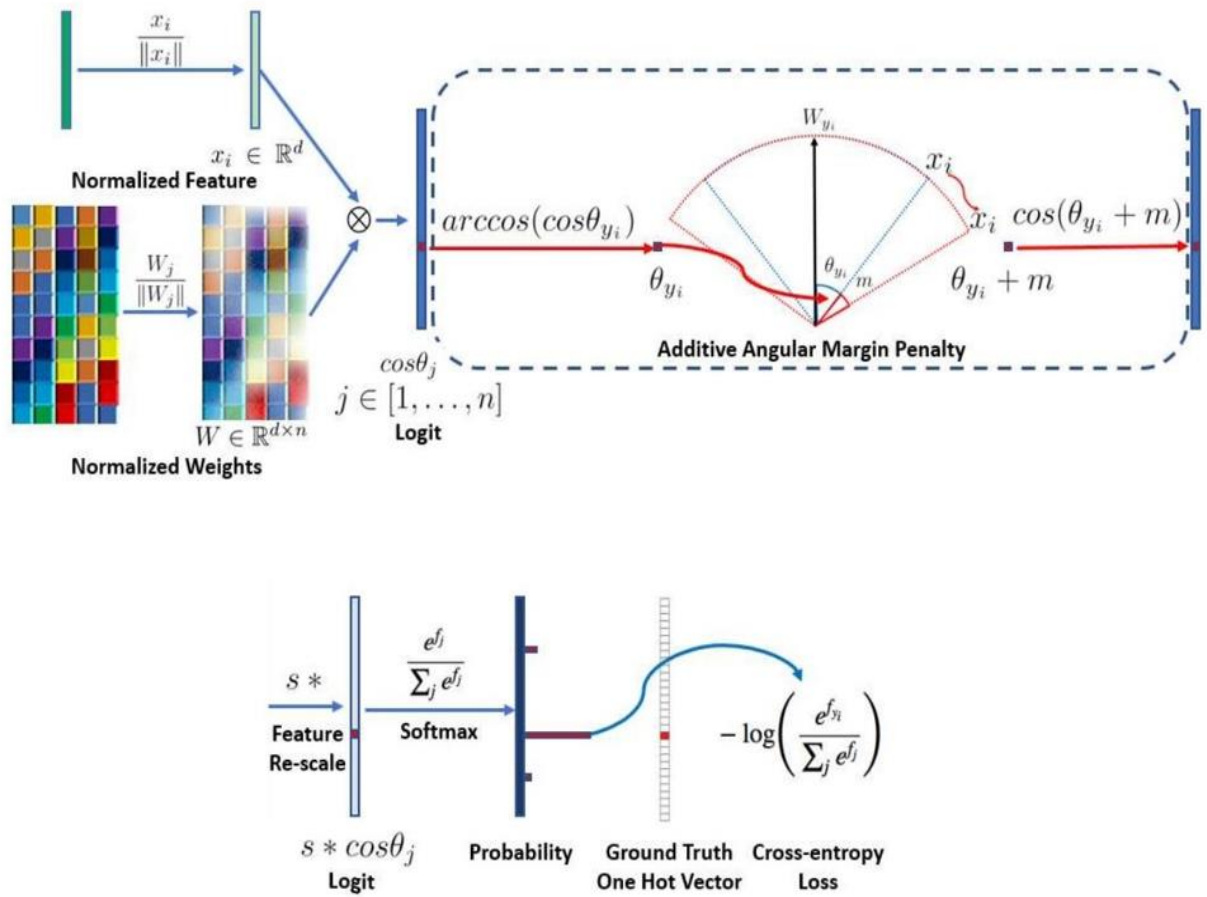 x_i / ‖x_i‖
x_i ∈ ℝ^d
Normalized Feature
W_j / ‖W_j‖
W ∈ ℝ^{d×n}
Normalized Weights
⊗
cosθ_j
j ∈ [1, . . . , n]
Logit
arccos(cosθ_{y_i})
θ_{y_i}
W_{y_i}
x_i
x_i
θ_{y_i}
m
θ_{y_i} + m
cos(θ_{y_i} + m)
Additive Angular Margin Penalty
s *
Feature
Re-scale
s * cosθ_j
Logit
e^{f_j} / ∑_j e^{f_j}
Softmax
Probability
Ground Truth
One Hot Vector
− log(e^{f_{y_i}} / ∑_j e^{f_j})
Cross-entropy
Loss